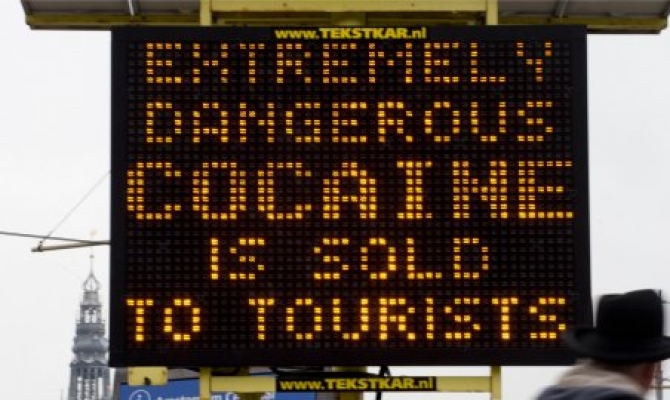 www.TEKSTKAR.nl
EXTREMELY
DANGEROUS
COCAINE
IS SOLD
TO TOURISTS
www.TEKSTKAR.nl